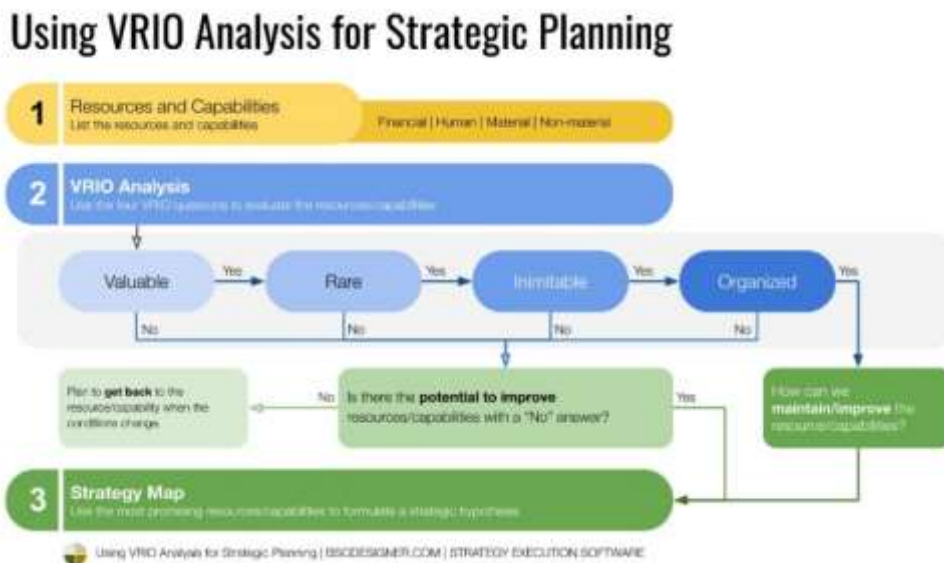 Using VRIO Analysis for Strategic Planning
1
Resources and Capabilities
List the resources and capabilities
Financial | Human | Material | Non-material
2
VRIO Analysis
Use the four VRIO questions to evaluate the resources/capabilities
Valuable
Yes
Rare
Yes
Inimitable
Yes
Organized
Yes
No
No
No
No
Plan to get back to the
resource/capability when the
conditions change.
No
Is there the potential to improve
resources/capabilities with a "No" answer?
Yes
How can we
maintain/improve the
resource/capabilities?
3
Strategy Map
Use the most promising resources/capabilities to formulate a strategic hypothesis
Using VRIO Analysis for Strategic Planning | BSCDESIGNER.COM | STRATEGY EXECUTION SOFTWARE